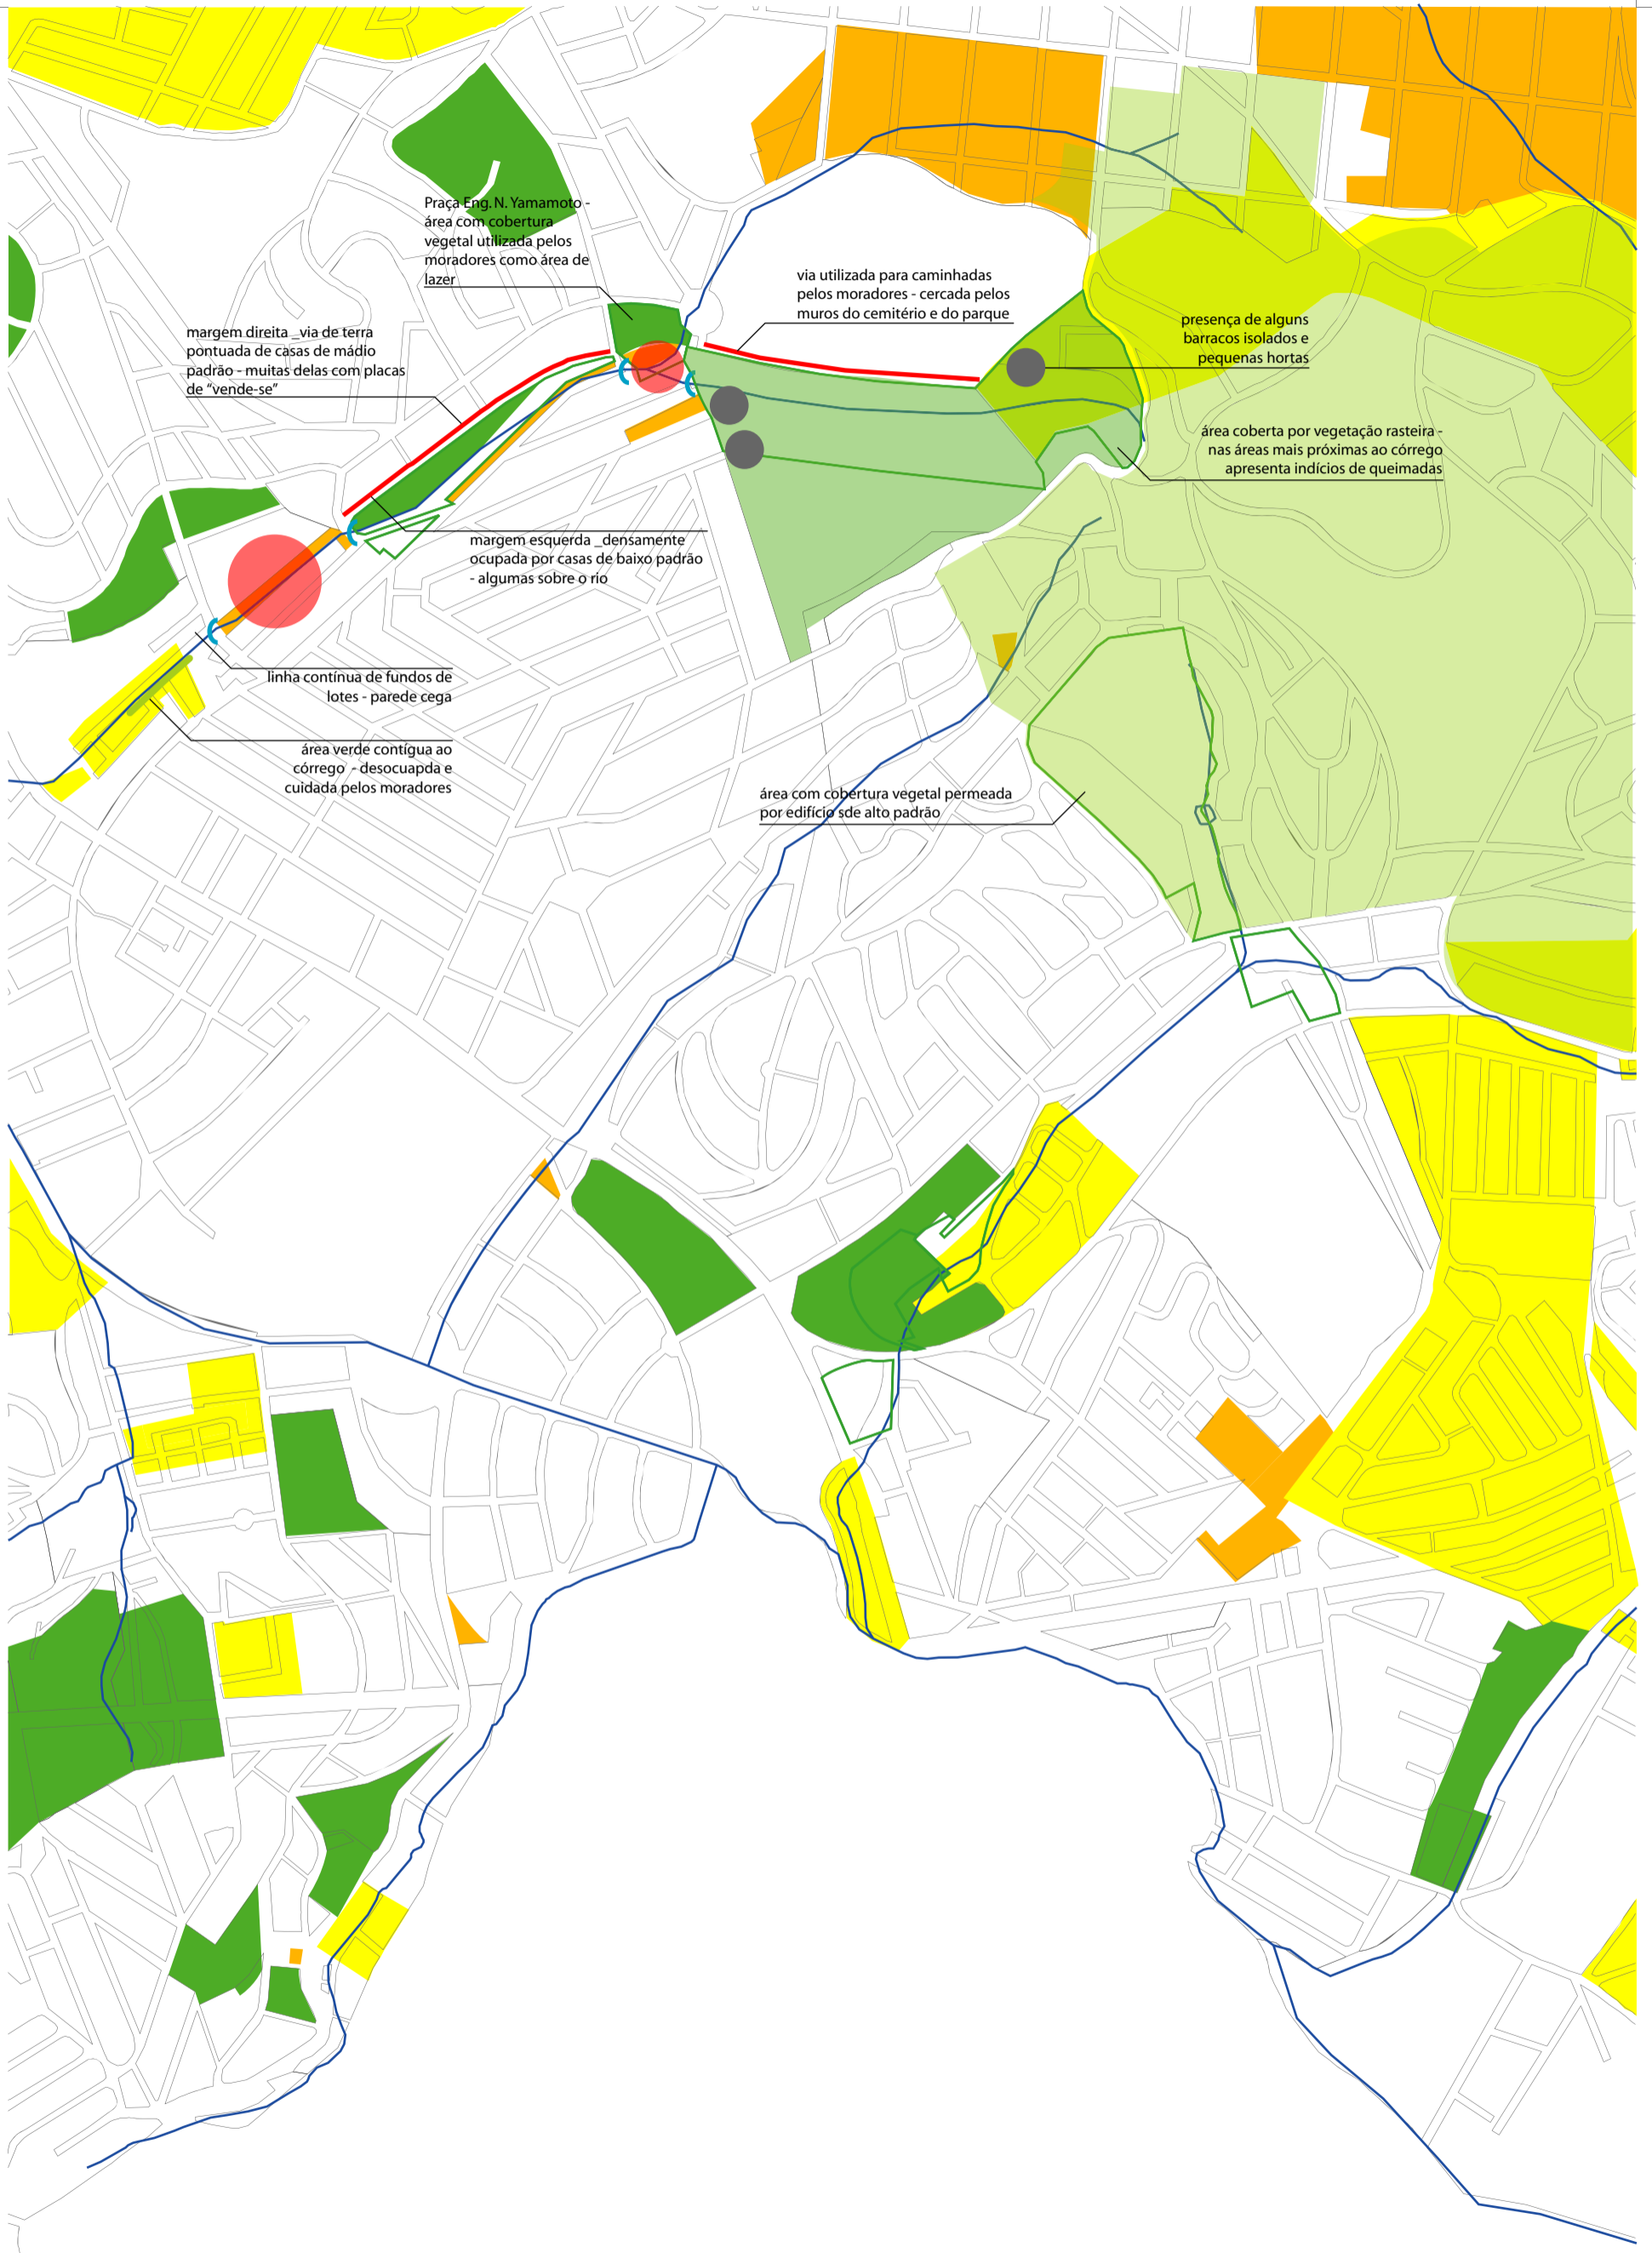 Praça Eng. N. Yamamoto -
área com cobertura
vegetal utilizada pelos
moradores como área de
lazer
via utilizada para caminhadas
pelos moradores - cercada pelos
muros do cemitério e do parque
presença de alguns
barracos isolados e
pequenas hortas
margem direita _via de terra
pontuada de casas de mádio
padrão - muitas delas com placas
de “vende-se”
área coberta por vegetação rasteira -
nas áreas mais próximas ao córrego
apresenta indícios de queimadas
margem esquerda _densamente
ocupada por casas de baixo padrão
- algumas sobre o rio
linha contínua de fundos de
lotes - parede cega
área verde contígua ao
córrego - desocuapda e
cuidada pelos moradores
área com cobertura vegetal permeada
por edifício sde alto padrão